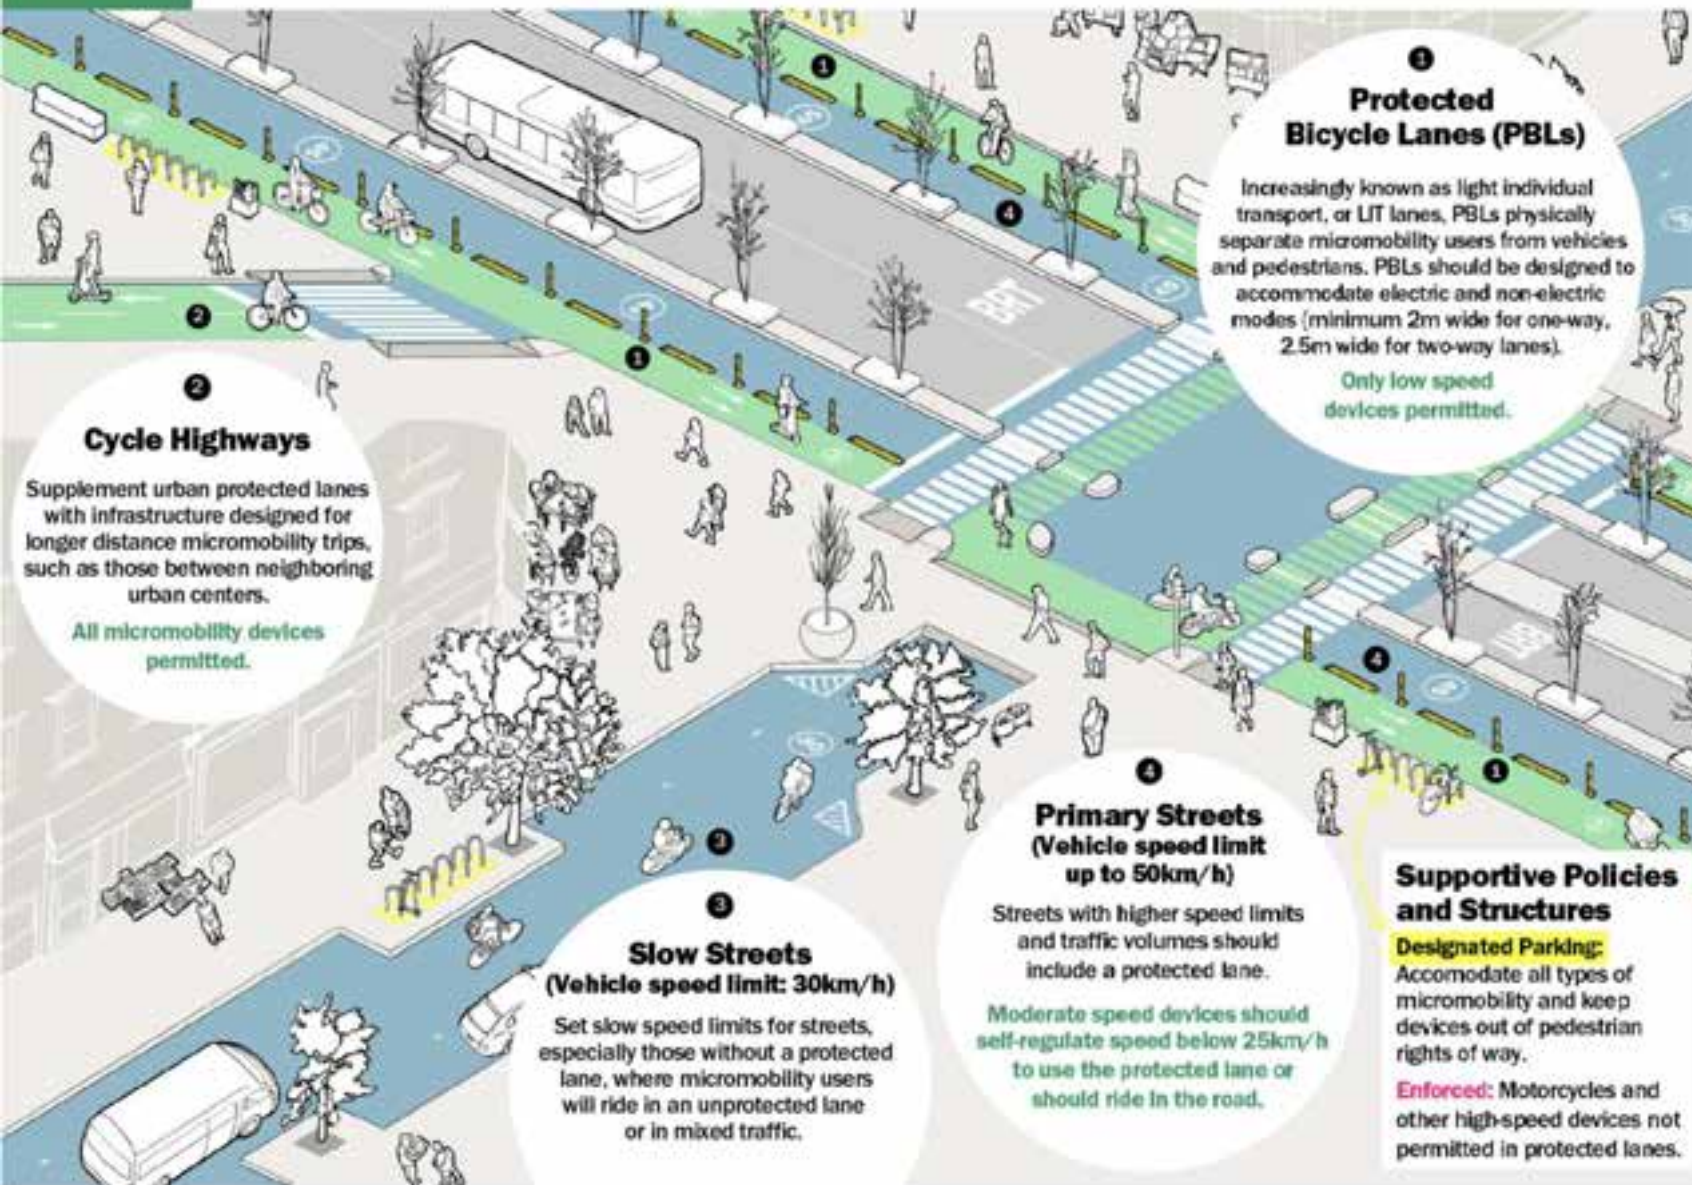 1
Protected
Bicycle Lanes (PBLs)
Increasingly known as light individual
transport, or LIT lanes, PBLs physically
separate micromobility users from vehicles
and pedestrians. PBLs should be designed to
accommodate electric and non-electric
modes (minimum 2m wide for one-way,
2.5m wide for two-way lanes).
Only low speed
devices permitted.
1
4
BRT
2
1
2
Cycle Highways
Supplement urban protected lanes
with infrastructure designed for
longer distance micromobility trips,
such as those between neighboring
urban centers.
All micromobility devices
permitted.
4
1
3
3
Slow Streets
(Vehicle speed limit: 30km/h)
Set slow speed limits for streets,
especially those without a protected
lane, where micromobility users
will ride in an unprotected lane
or in mixed traffic.
4
Primary Streets
(Vehicle speed limit
up to 50km/h)
Streets with higher speed limits
and traffic volumes should
include a protected lane.
Moderate speed devices should
self-regulate speed below 25km/h
to use the protected lane or
should ride in the road.
Supportive Policies
and Structures
Designated Parking:
Accomodate all types of
micromobility and keep
devices out of pedestrian
rights of way.
Enforced: Motorcycles and
other high-speed devices not
permitted in protected lanes.